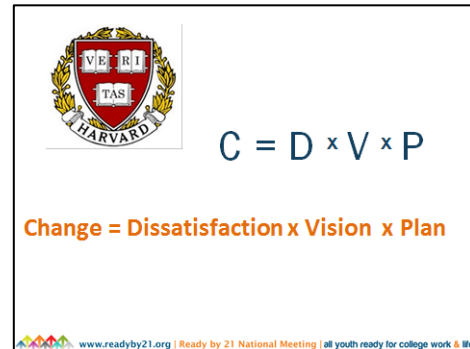 VE RI
TAS
HARVARD
C = D x V x P
Change = Dissatisfaction x Vision x Plan
www.readyby21.org | Ready by 21 National Meeting | all youth ready for college work & life